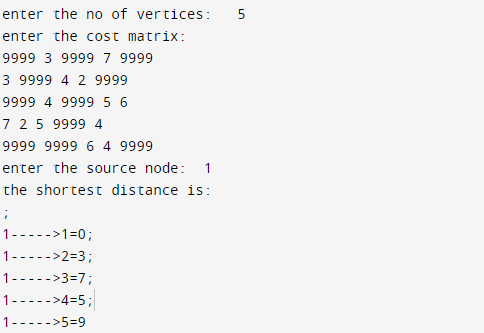 enter the no of vertices:   5
enter the cost matrix:
9999 3 9999 7 9999
3 9999 4 2 9999
9999 4 9999 5 6
7 2 5 9999 4
9999 9999 6 4 9999
enter the source node:  1
the shortest distance is:
;
1----->1=0;
1----->2=3;
1----->3=7;
1----->4=5;
1----->5=9